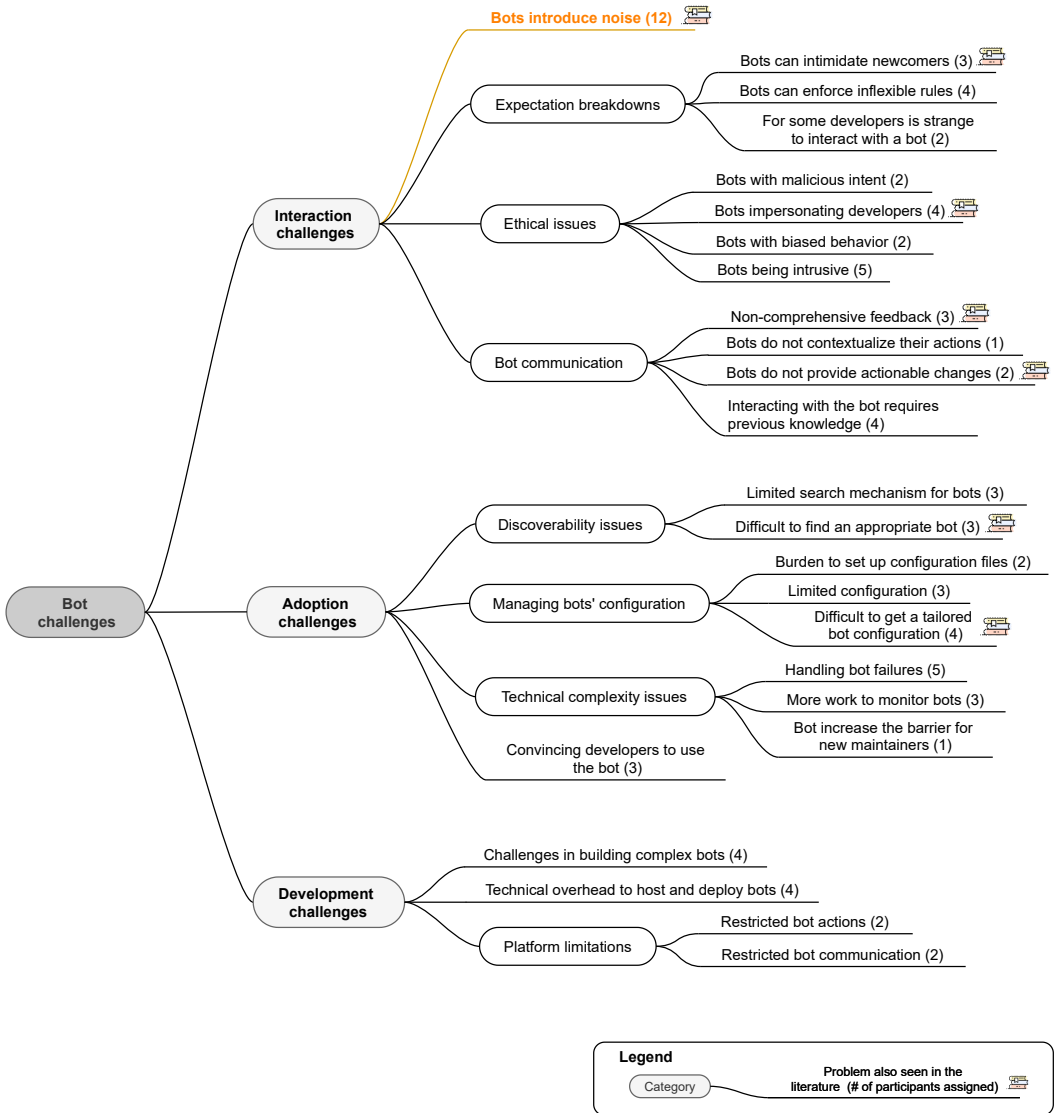 Bots introduce noise (12)
Bots can intimidate newcomers (3)
Expectation breakdowns
Bots can enforce inflexible rules (4)
For some developers is strange
to interact with a bot (2)
Interaction
challenges
Bots with malicious intent (2)
Ethical issues
Bots impersonating developers (4)
Bots with biased behavior (2)
Bots being intrusive (5)
Non-comprehensive feedback (3)
Bot communication
Bots do not contextualize their actions (1)
Bots do not provide actionable changes (2)
Interacting with the bot requires
previous knowledge (4)
Bot
challenges
Adoption
challenges
Discoverability issues
Limited search mechanism for bots (3)
Difficult to find an appropriate bot (3)
Managing bots' configuration
Burden to set up configuration files (2)
Limited configuration (3)
Difficult to get a tailored
bot configuration (4)
Technical complexity issues
Handling bot failures (5)
More work to monitor bots (3)
Bot increase the barrier for
new maintainers (1)
Convincing developers to use
the bot (3)
Development
challenges
Challenges in building complex bots (4)
Technical overhead to host and deploy bots (4)
Platform limitations
Restricted bot actions (2)
Restricted bot communication (2)
Legend
Category
Problem also seen in the
literature (# of participants assigned)